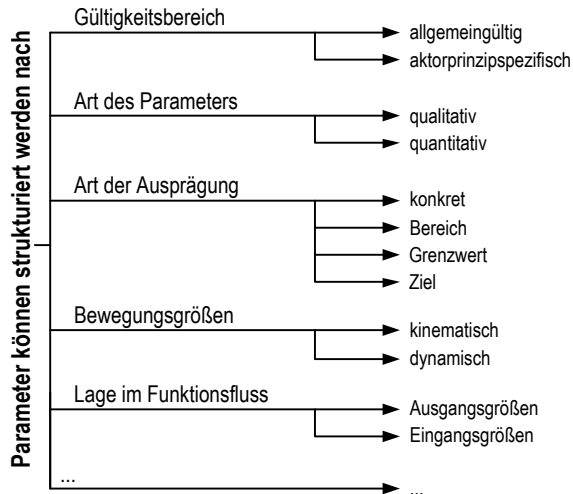 Parameter können strukturiert werden nach
Gültigkeitsbereich
allgemeingültig
aktorprinzipspezifisch
Art des Parameters
qualitativ
quantitativ
Art der Ausprägung
konkret
Bereich
Grenzwert
Ziel
Bewegungsgrößen
kinematisch
dynamisch
Lage im Funktionsfluss
Ausgangsgrößen
Eingangsgrößen
...
...